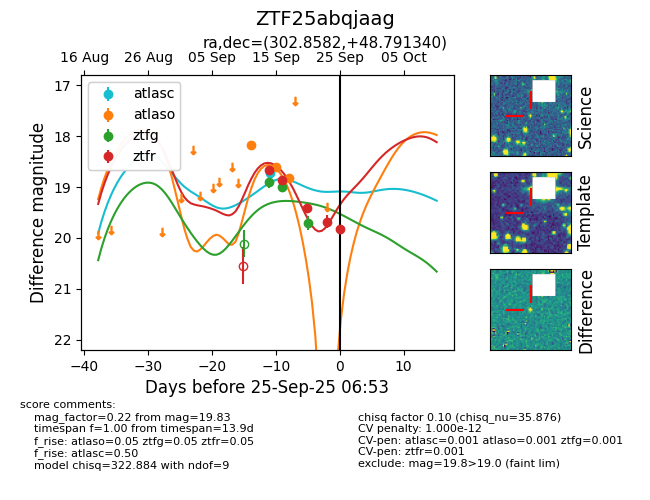 ZTF25abqjaag
ra,dec=(302.8582,+48.791340)
16 Aug 26 Aug 05 Sep 15 Sep 25 Sep 05 Oct
17
18
19
20
21
22
Difference magnitude
atlasc
atlaso
ztfg
ztfr
−40 −30 −20 −10 0 10
Days before 25-Sep-25 06:53
Science
Template
Difference
score comments:
mag_factor=0.22 from mag=19.83
timespan f=1.00 from timespan=13.9d
f_rise: atlaso=0.05 ztfg=0.05 ztfr=0.05
f_rise: atlasc=0.50
model chisq=322.884 with ndof=9
chisq factor 0.10 (chisq_nu=35.876)
CV penalty: 1.000e-12
CV-pen: atlasc=0.001 atlaso=0.001 ztfg=0.001
CV-pen: ztfr=0.001
exclude: mag=19.8>19.0 (faint lim)